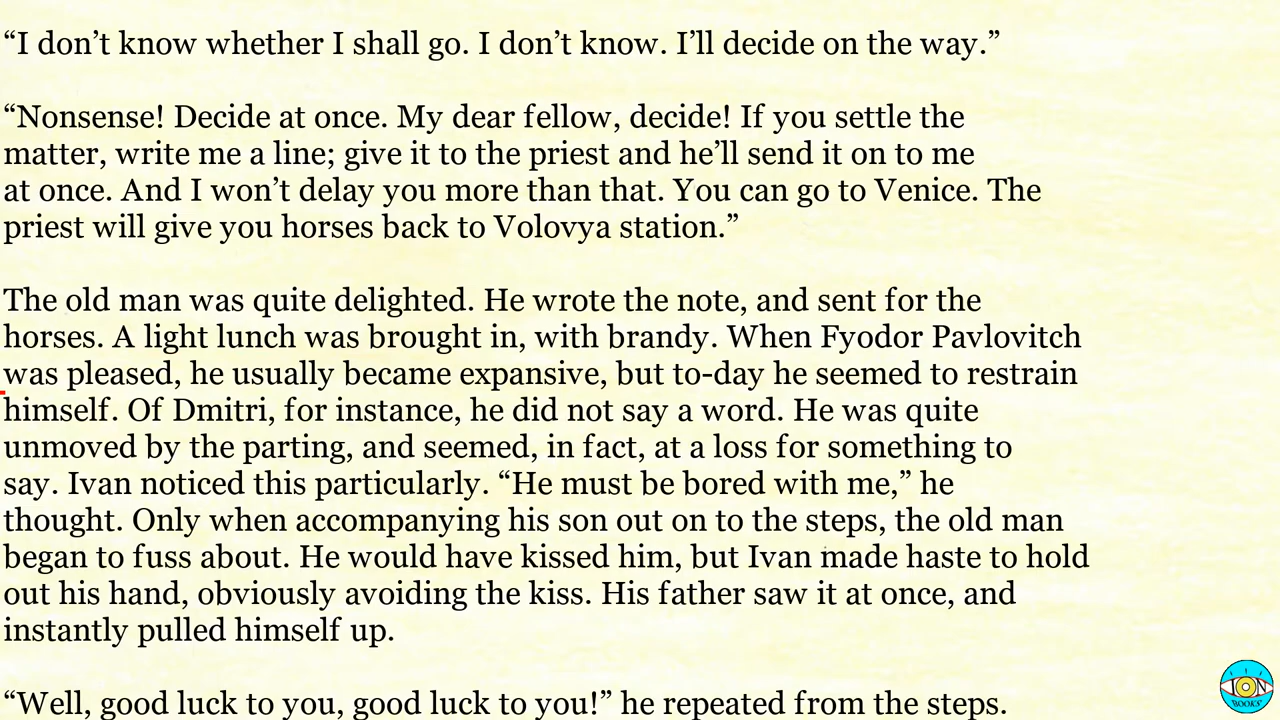 “I don’t know whether I shall go. I don’t know. I’ll decide on the way.”
“Nonsense! Decide at once. My dear fellow, decide! If you settle the
matter, write me a line; give it to the priest and he’ll send it on to me
at once. And I won’t delay you more than that. You can go to Venice. The
priest will give you horses back to Volovya station.”
The old man was quite delighted. He wrote the note, and sent for the
horses. A light lunch was brought in, with brandy. When Fyodor Pavlovitch
was pleased, he usually became expansive, but to-day he seemed to restrain
himself. Of Dmitri, for instance, he did not say a word. He was quite
unmoved by the parting, and seemed, in fact, at a loss for something to
say. Ivan noticed this particularly. “He must be bored with me,” he
thought. Only when accompanying his son out on to the steps, the old man
began to fuss about. He would have kissed him, but Ivan made haste to hold
out his hand, obviously avoiding the kiss. His father saw it at once, and
instantly pulled himself up.
“Well, good luck to you, good luck to you!” he repeated from the steps.
ION
BOOKS